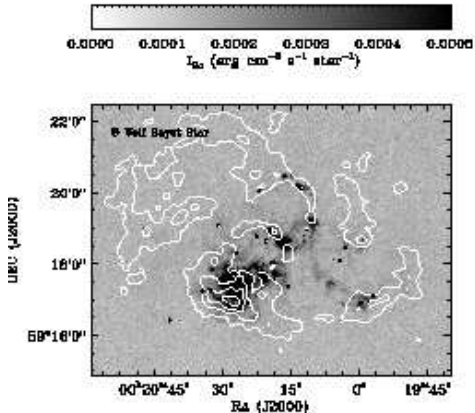 0.0000 0.0001 0.0002 0.0003 0.0004 0.0005
I_Hα (erg cm⁻² s⁻¹ ster⁻¹)
22'0"
Wolf Rayet Star
20'0"
DEC (J2000)
18'0"
59°16'0"
00ʰ20ᵐ45ˢ 30ˢ 15ˢ 0ˢ 19ᵐ45ˢ
RA (J2000)